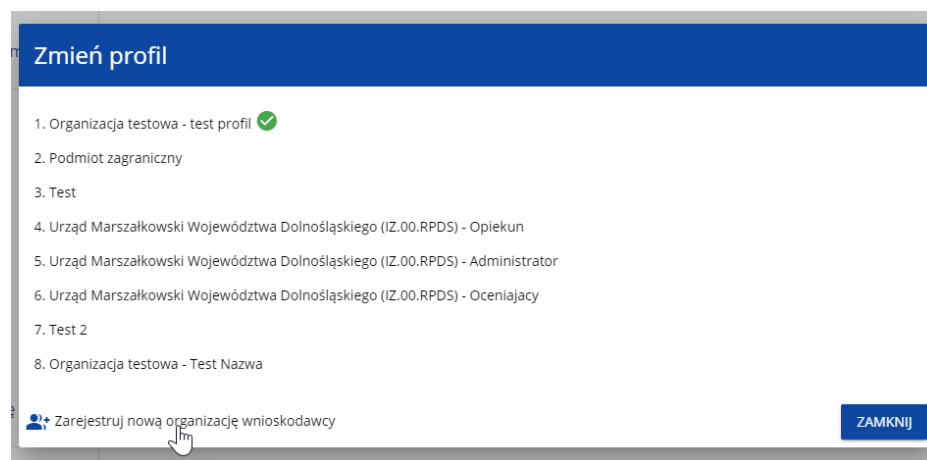 Zmień profil
1. Organizacja testowa - test profil
2. Podmiot zagraniczny
3. Test
4. Urząd Marszałkowski Województwa Dolnośląskiego (IZ.00.RPDS) - Opiekun
5. Urząd Marszałkowski Województwa Dolnośląskiego (IZ.00.RPDS) - Administrator
6. Urząd Marszałkowski Województwa Dolnośląskiego (IZ.00.RPDS) - Oceniajacy
7. Test 2
8. Organizacja testowa - Test Nazwa
Zarejestruj nową organizację wnioskodawcy
ZAMKNIJ